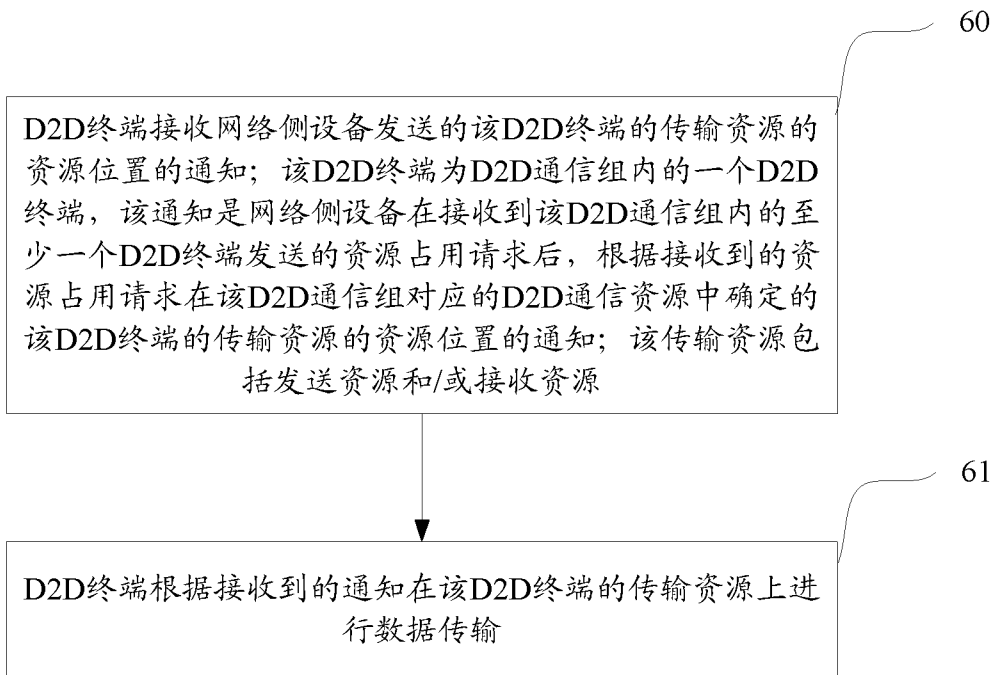 60
D2D终端接收网络侧设备发送的该D2D终端的传输资源的
资源位置的通知；该D2D终端为D2D通信组内的一个D2D
终端，该通知是网络侧设备在接收到该D2D通信组内的至
少一个D2D终端发送的资源占用请求后，根据接收到的资
源占用请求在该D2D通信组对应的D2D通信资源中确定的
该D2D终端的传输资源的资源位置的通知；该传输资源包
括发送资源和/或接收资源
61
D2D终端根据接收到的通知在该D2D终端的传输资源上进
行数据传输